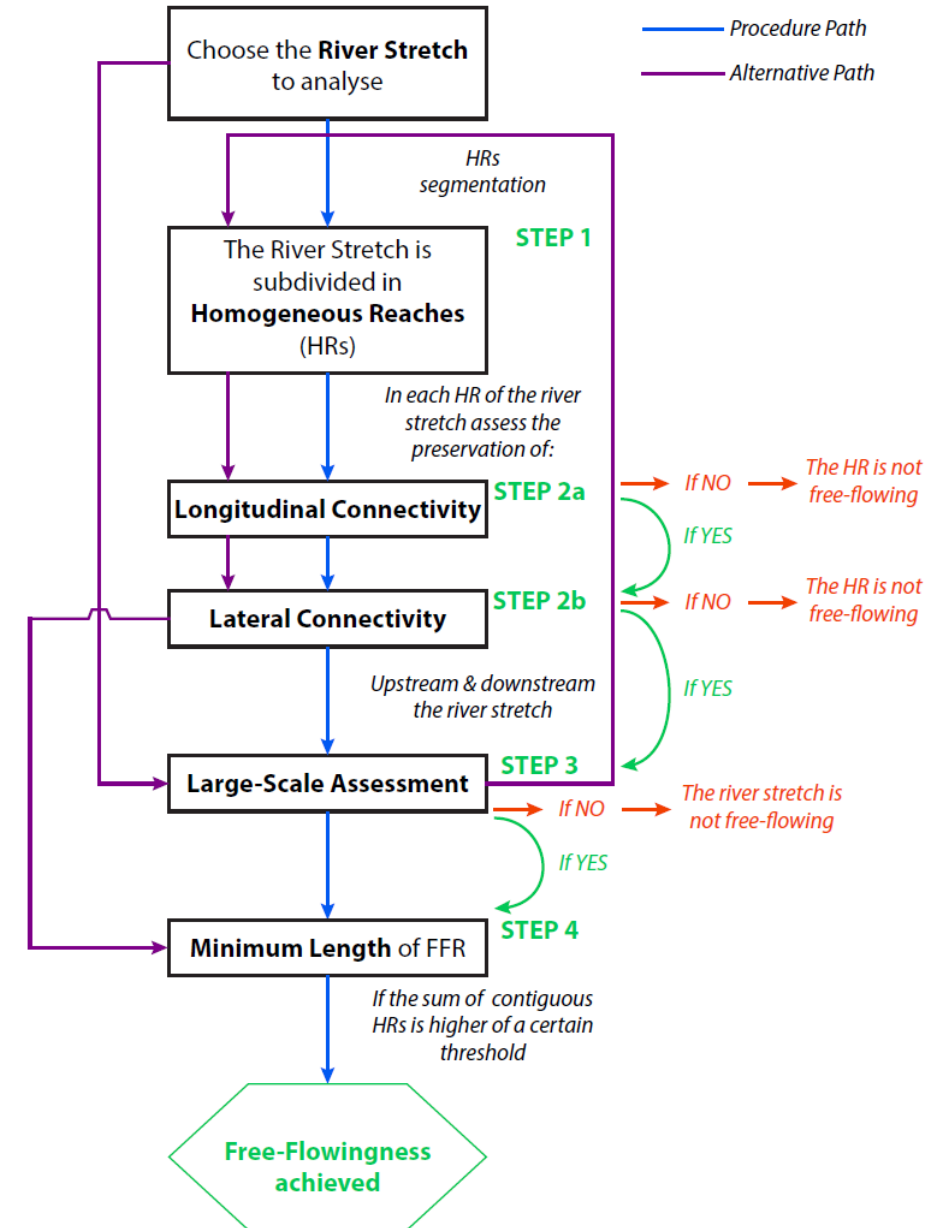 Procedure Path
Alternative Path
Choose the River Stretch
to analyse
HRs
segmentation
STEP 1
The River Stretch is
subdivided in
Homogeneous Reaches
(HRs)
In each HR of the river
stretch assess the
preservation of:
Longitudinal Connectivity
STEP 2a
If NO
The HR is not
free-flowing
If YES
Lateral Connectivity
STEP 2b
If NO
The HR is not
free-flowing
If YES
Upstream & downstream
the river stretch
Large-Scale Assessment
STEP 3
If NO
The river stretch is
not free-flowing
If YES
STEP 4
Minimum Length of FFR
If the sum of contiguous
HRs is higher of a certain
threshold
Free-Flowingness
achieved